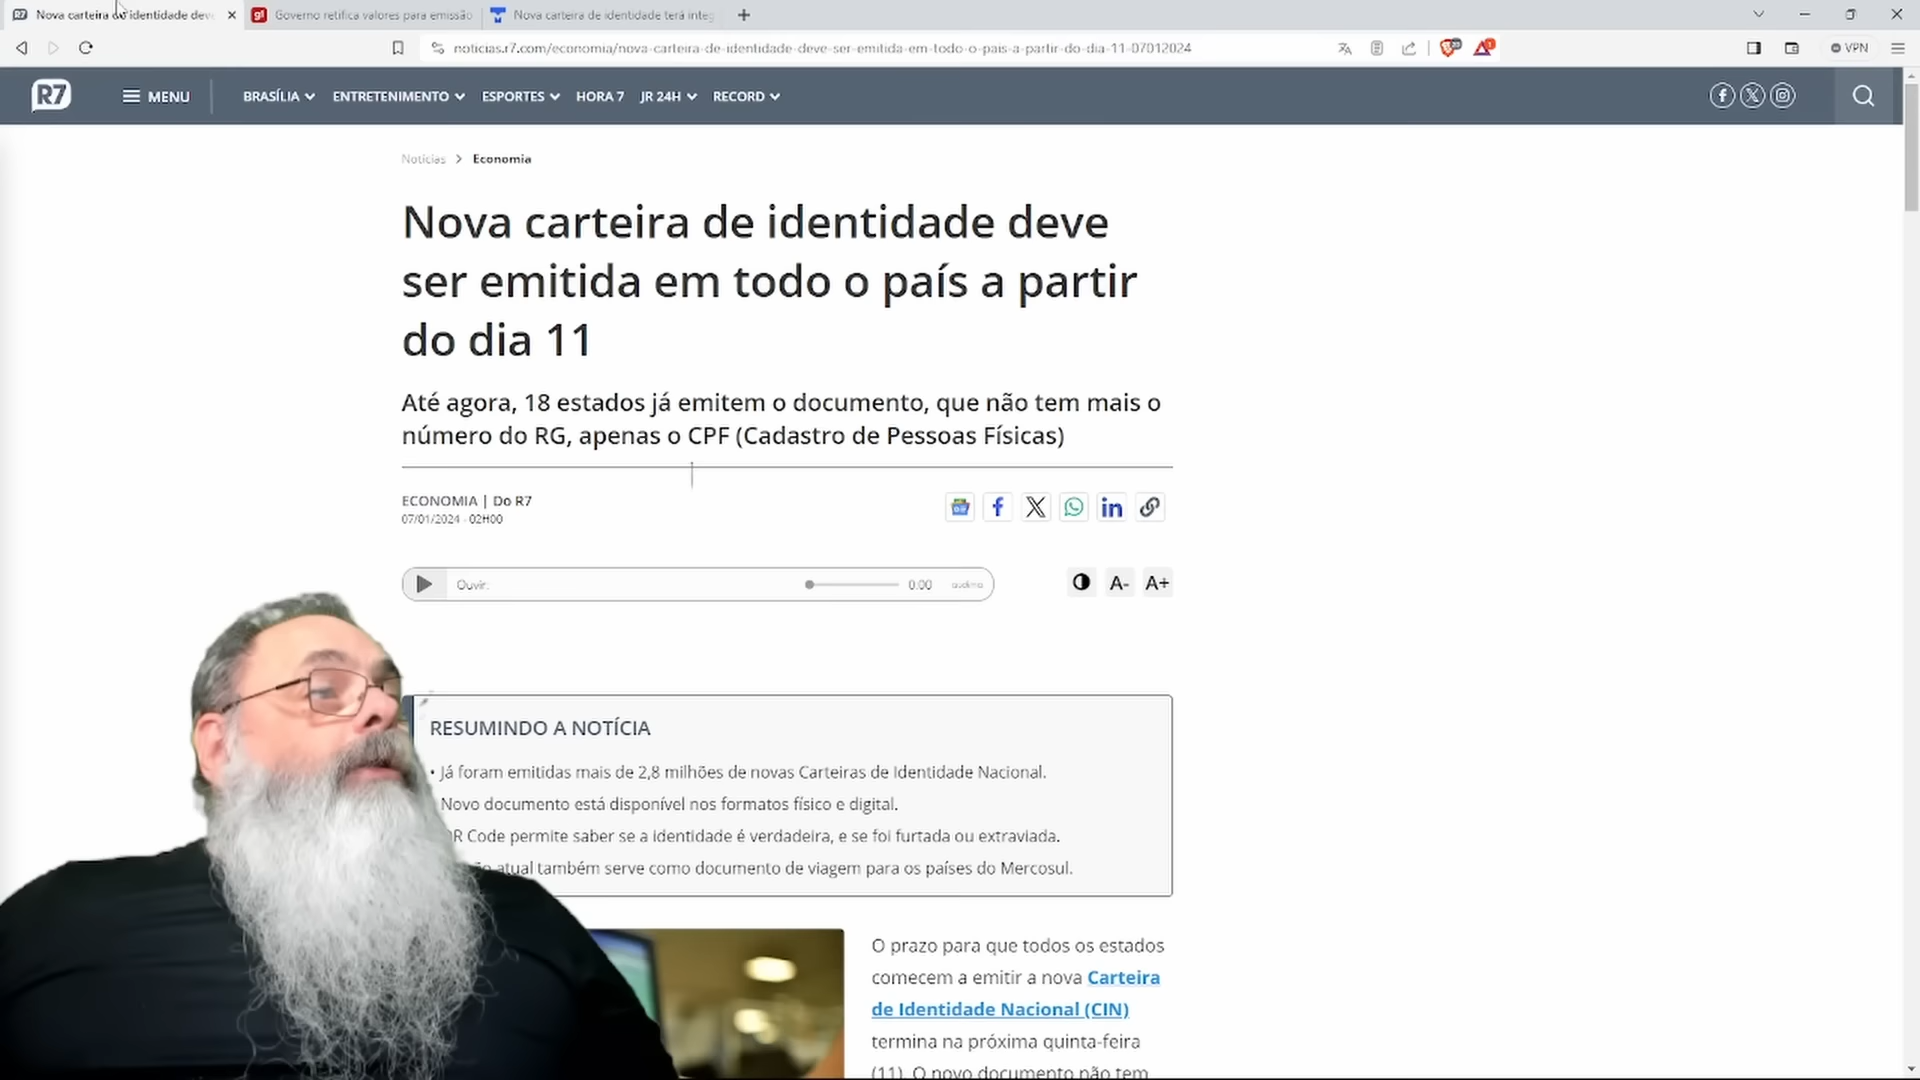 Nova carteira de identidade dev
Governo retifica valores para emissão
Nova carteira de identidade terá integ
noticias.r7.com/economia/nova-carteira-de-identidade-deve-ser-emitida-em-todo-o-pais-a-partir-do-dia-11-07012024
VPN
R7
MENU
BRASÍLIA
ENTRETENIMENTO
ESPORTES
HORA 7
JR 24H
RECORD
Notícias > Economia
Nova carteira de identidade deve
ser emitida em todo o país a partir
do dia 11
Até agora, 18 estados já emitem o documento, que não tem mais o
número do RG, apenas o CPF (Cadastro de Pessoas Físicas)
ECONOMIA | Do R7
07/01/2024 - 02H00
Ouvir:
0:00
audima
A-
A+
RESUMINDO A NOTÍCIA
• Já foram emitidas mais de 2,8 milhões de novas Carteiras de Identidade Nacional.
Novo documento está disponível nos formatos físico e digital.
QR Code permite saber se a identidade é verdadeira, e se foi furtada ou extraviada.
atual também serve como documento de viagem para os países do Mercosul.
O prazo para que todos os estados
comecem a emitir a nova Carteira
de Identidade Nacional (CIN)
termina na próxima quinta-feira
(11). O novo documento não tem